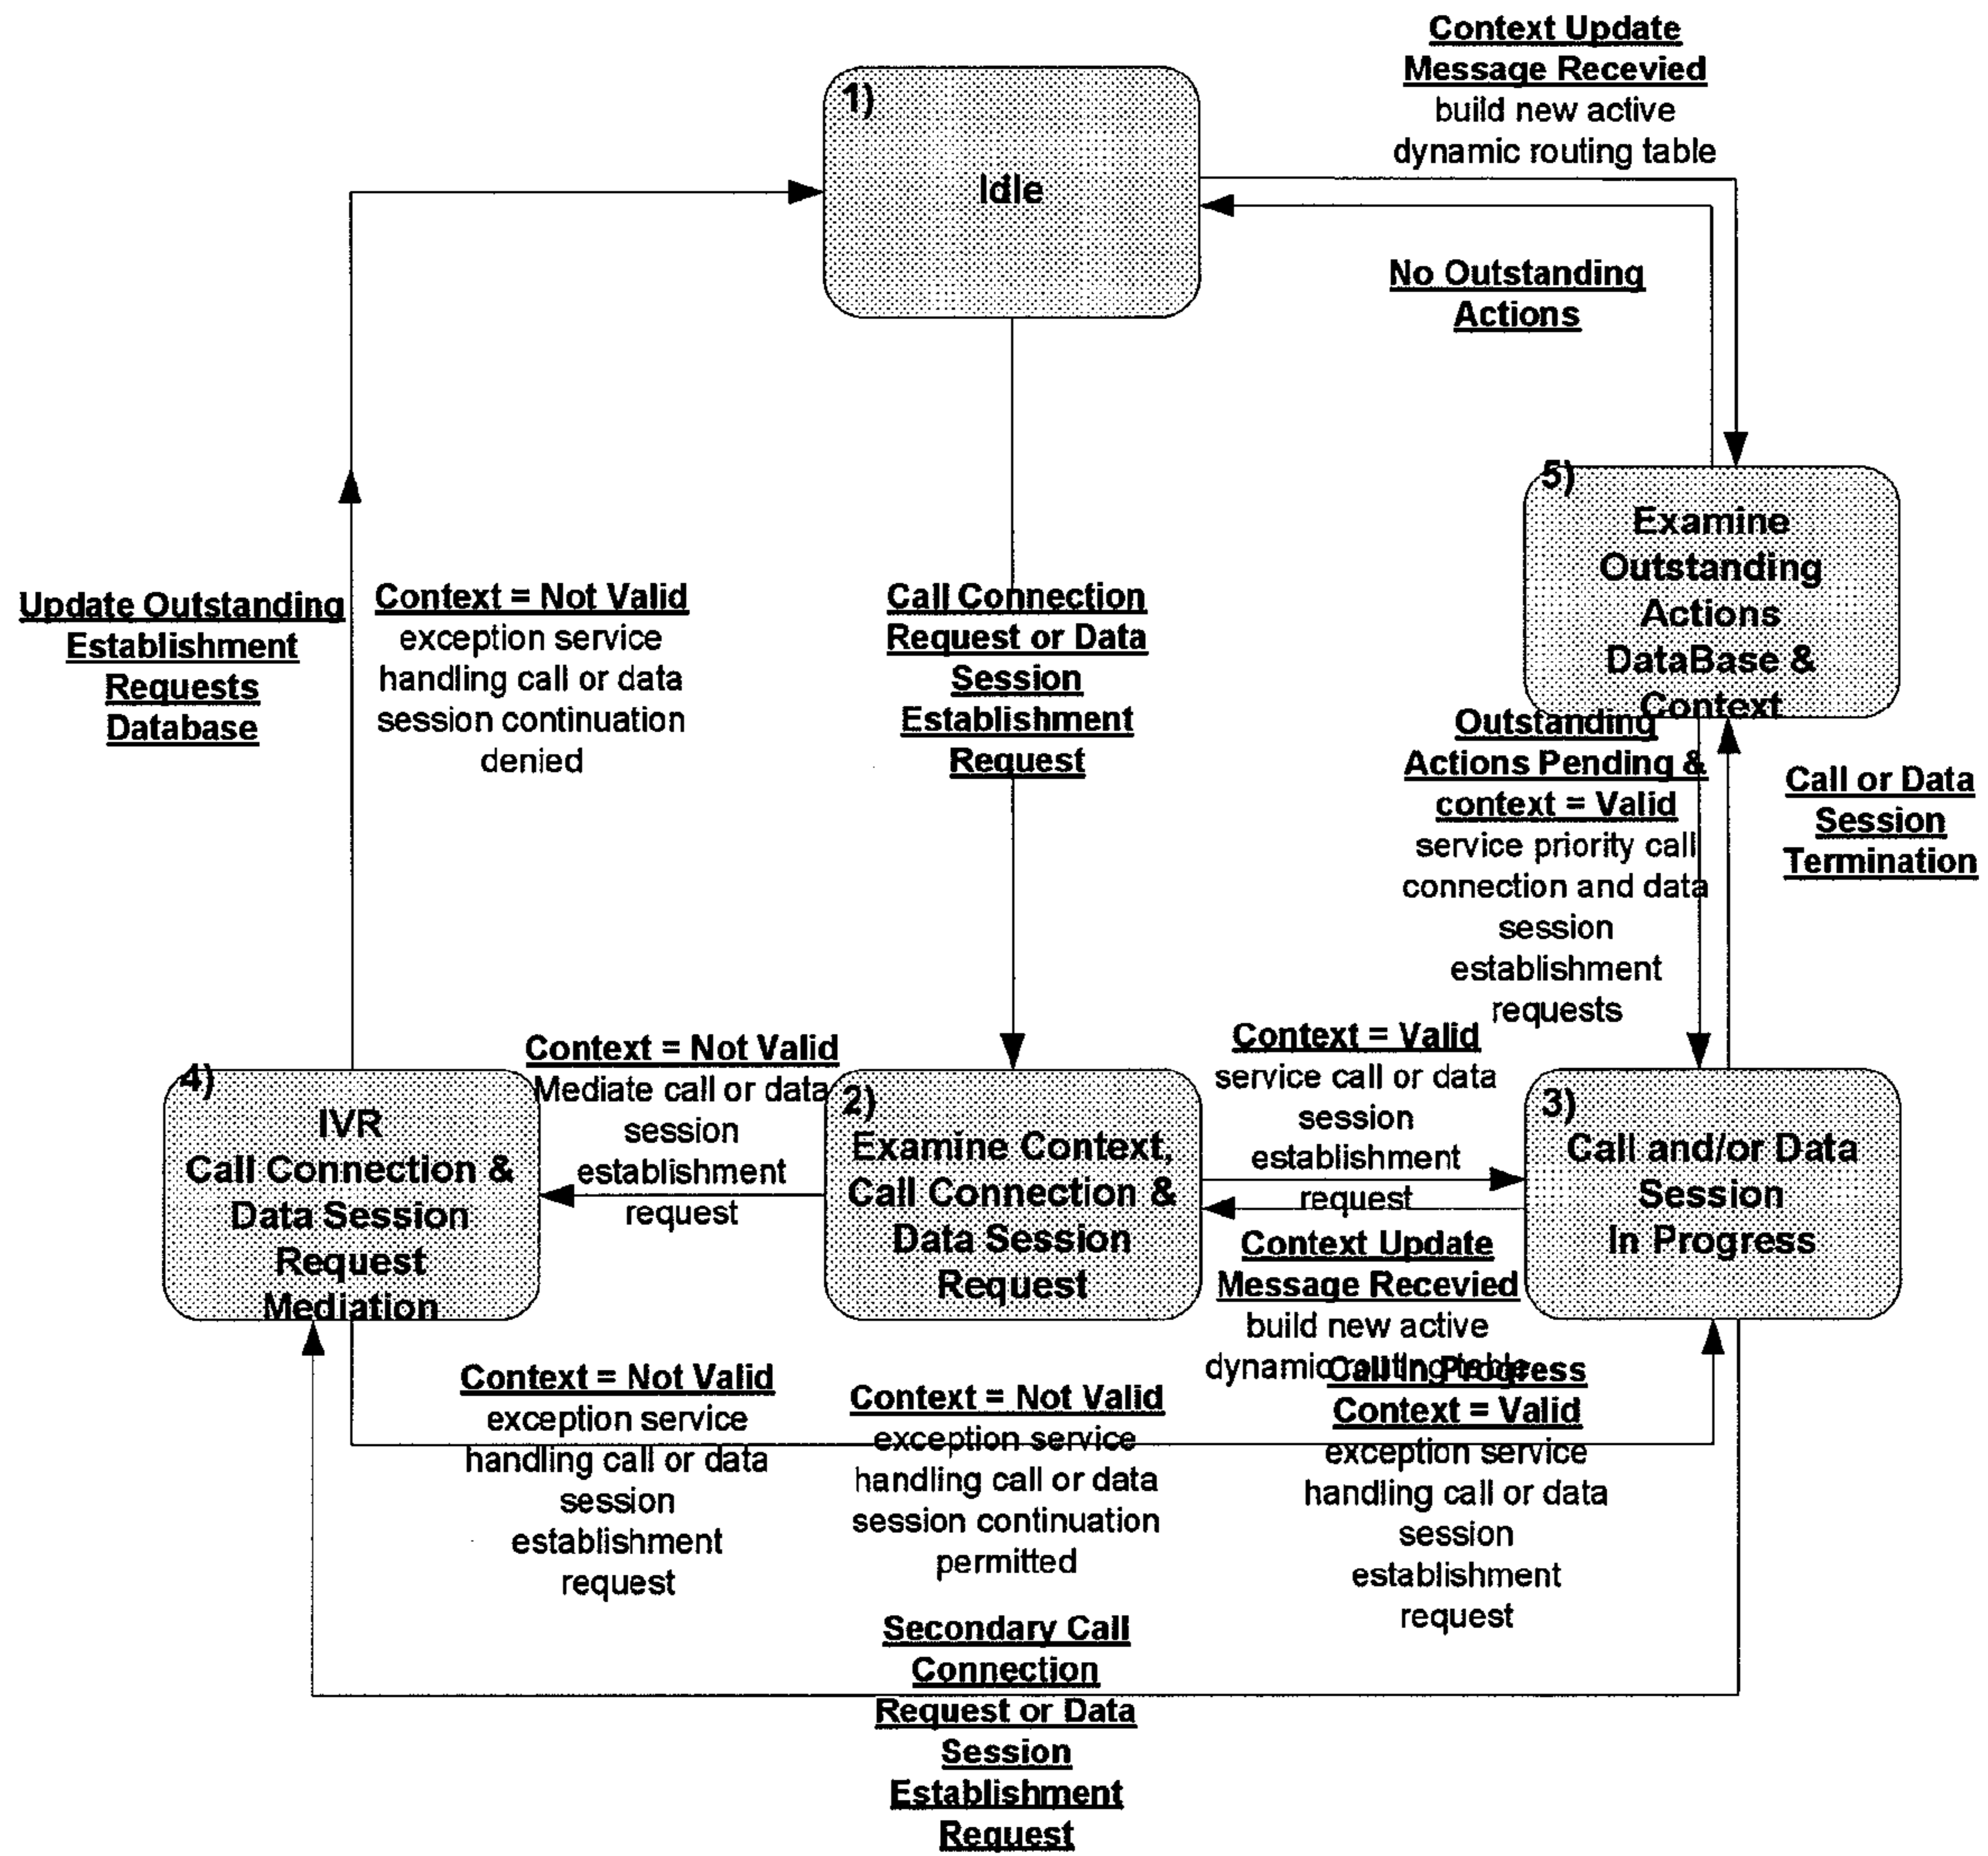 Context Update
Message Recevied
build new active
dynamic routing table
1)
Idle
No Outstanding
Actions
5)
Examine
Outstanding
Actions
DataBase &
Context
Update Outstanding
Establishment
Requests
Database
Context = Not Valid
exception service
handling call or data
session continuation
denied
Call Connection
Request or Data
Session
Establishment
Request
Outstanding
Actions Pending &
context = Valid
service priority call
connection and data
session
establishment
requests
Call or Data
Session
Termination
4)
IVR
Call Connection &
Data Session
Request
Mediation
Context = Not Valid
Mediate call or data
session
establishment
request
2)
Examine Context,
Call Connection &
Data Session
Request
Context = Valid
service call or data
session
establishment
request
3)
Call and/or Data
Session
In Progress
Context Update
Message Recevied
build new active
dynamic routing table
Context = Not Valid
exception service
handling call or data
session
establishment
request
Context = Not Valid
exception service
handling call or data
session continuation
permitted
Call In Progress
Context = Valid
exception service
handling call or data
session
establishment
request
Secondary Call
Connection
Request or Data
Session
Establishment
Request